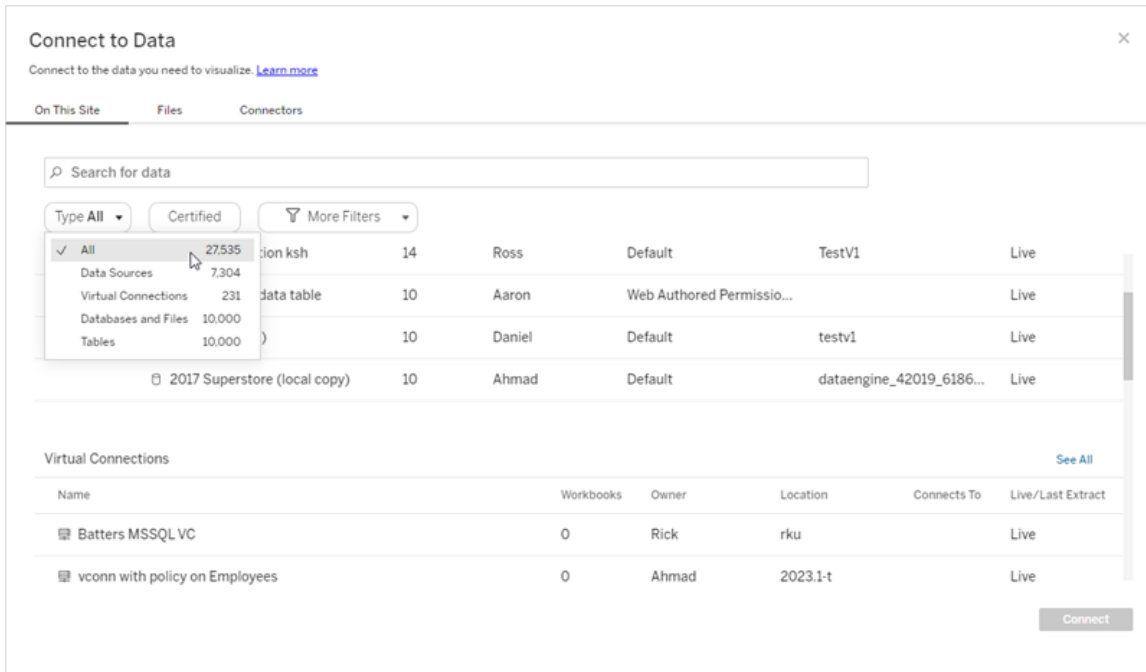 Connect to Data
Connect to the data you need to visualize. Learn more
On This Site Files Connectors
Search for data
Type All Certified More Filters
All 27,535
Data Sources 7,304
Virtual Connections 231
Databases and Files 10,000
Tables 10,000
tion ksh 14 Ross Default TestV1 Live
data table 10 Aaron Web Authored Permissio... Live
) 10 Daniel Default testv1 Live
2017 Superstore (local copy) 10 Ahmad Default dataengine_42019_6186... Live
Virtual Connections See All
Name Workbooks Owner Location Connects To Live/Last Extract
Batters MSSQL VC 0 Rick rku Live
vconn with policy on Employees 0 Ahmad 2023.1-t Live
Connect